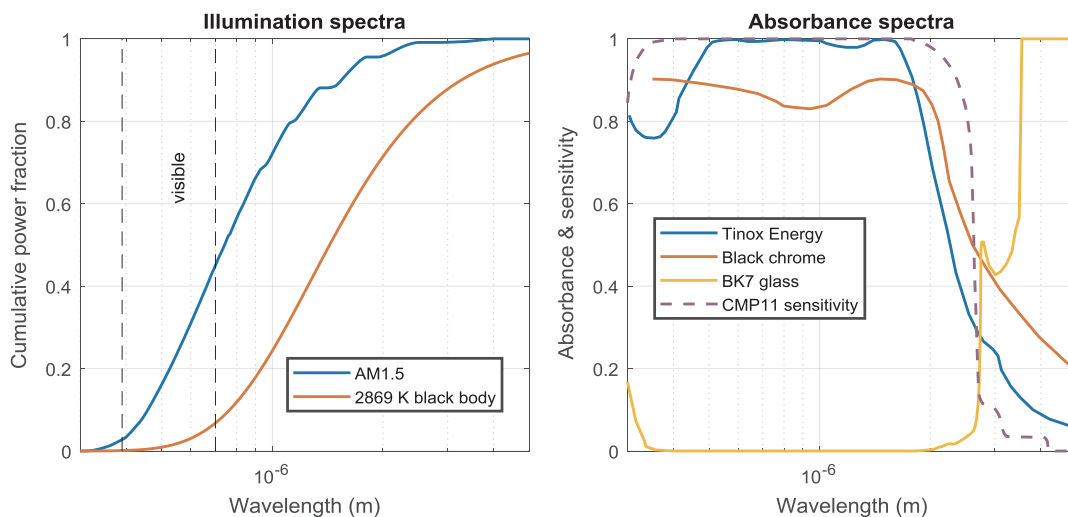 Illumination spectra
1
0.8
0.6
0.4
0.2
0
Cumulative power fraction
visible
AM1.5
2869 K black body
10-6
Wavelength (m)
Absorbance spectra
1
0.8
0.6
0.4
0.2
0
Absorbance & sensitivity
Tinox Energy
Black chrome
BK7 glass
CMP11 sensitivity
10-6
Wavelength (m)